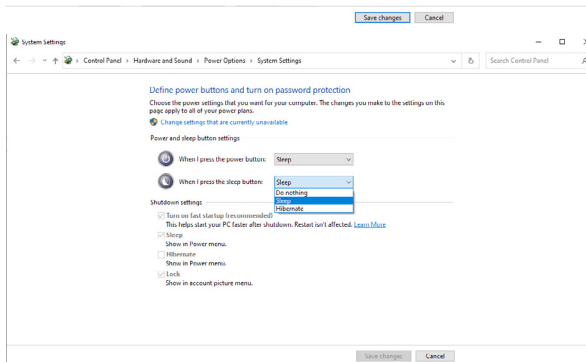 Save changes Cancel
System Settings
Control Panel > Hardware and Sound > Power Options > System Settings
Search Control Panel
Define power buttons and turn on password protection
Choose the power settings that you want for your computer. The changes you make to the settings on this
page apply to all of your power plans.
Change settings that are currently unavailable
Power and sleep button settings
When I press the power button: Sleep
When I press the sleep button: Sleep
Do nothing
Sleep
Hibernate
Shutdown settings
Turn on fast startup (recommended)
This helps start your PC faster after shutdown. Restart isn't affected. Learn More
Sleep
Show in Power menu.
Hibernate
Show in Power menu.
Lock
Show in account picture menu.
Save changes Cancel